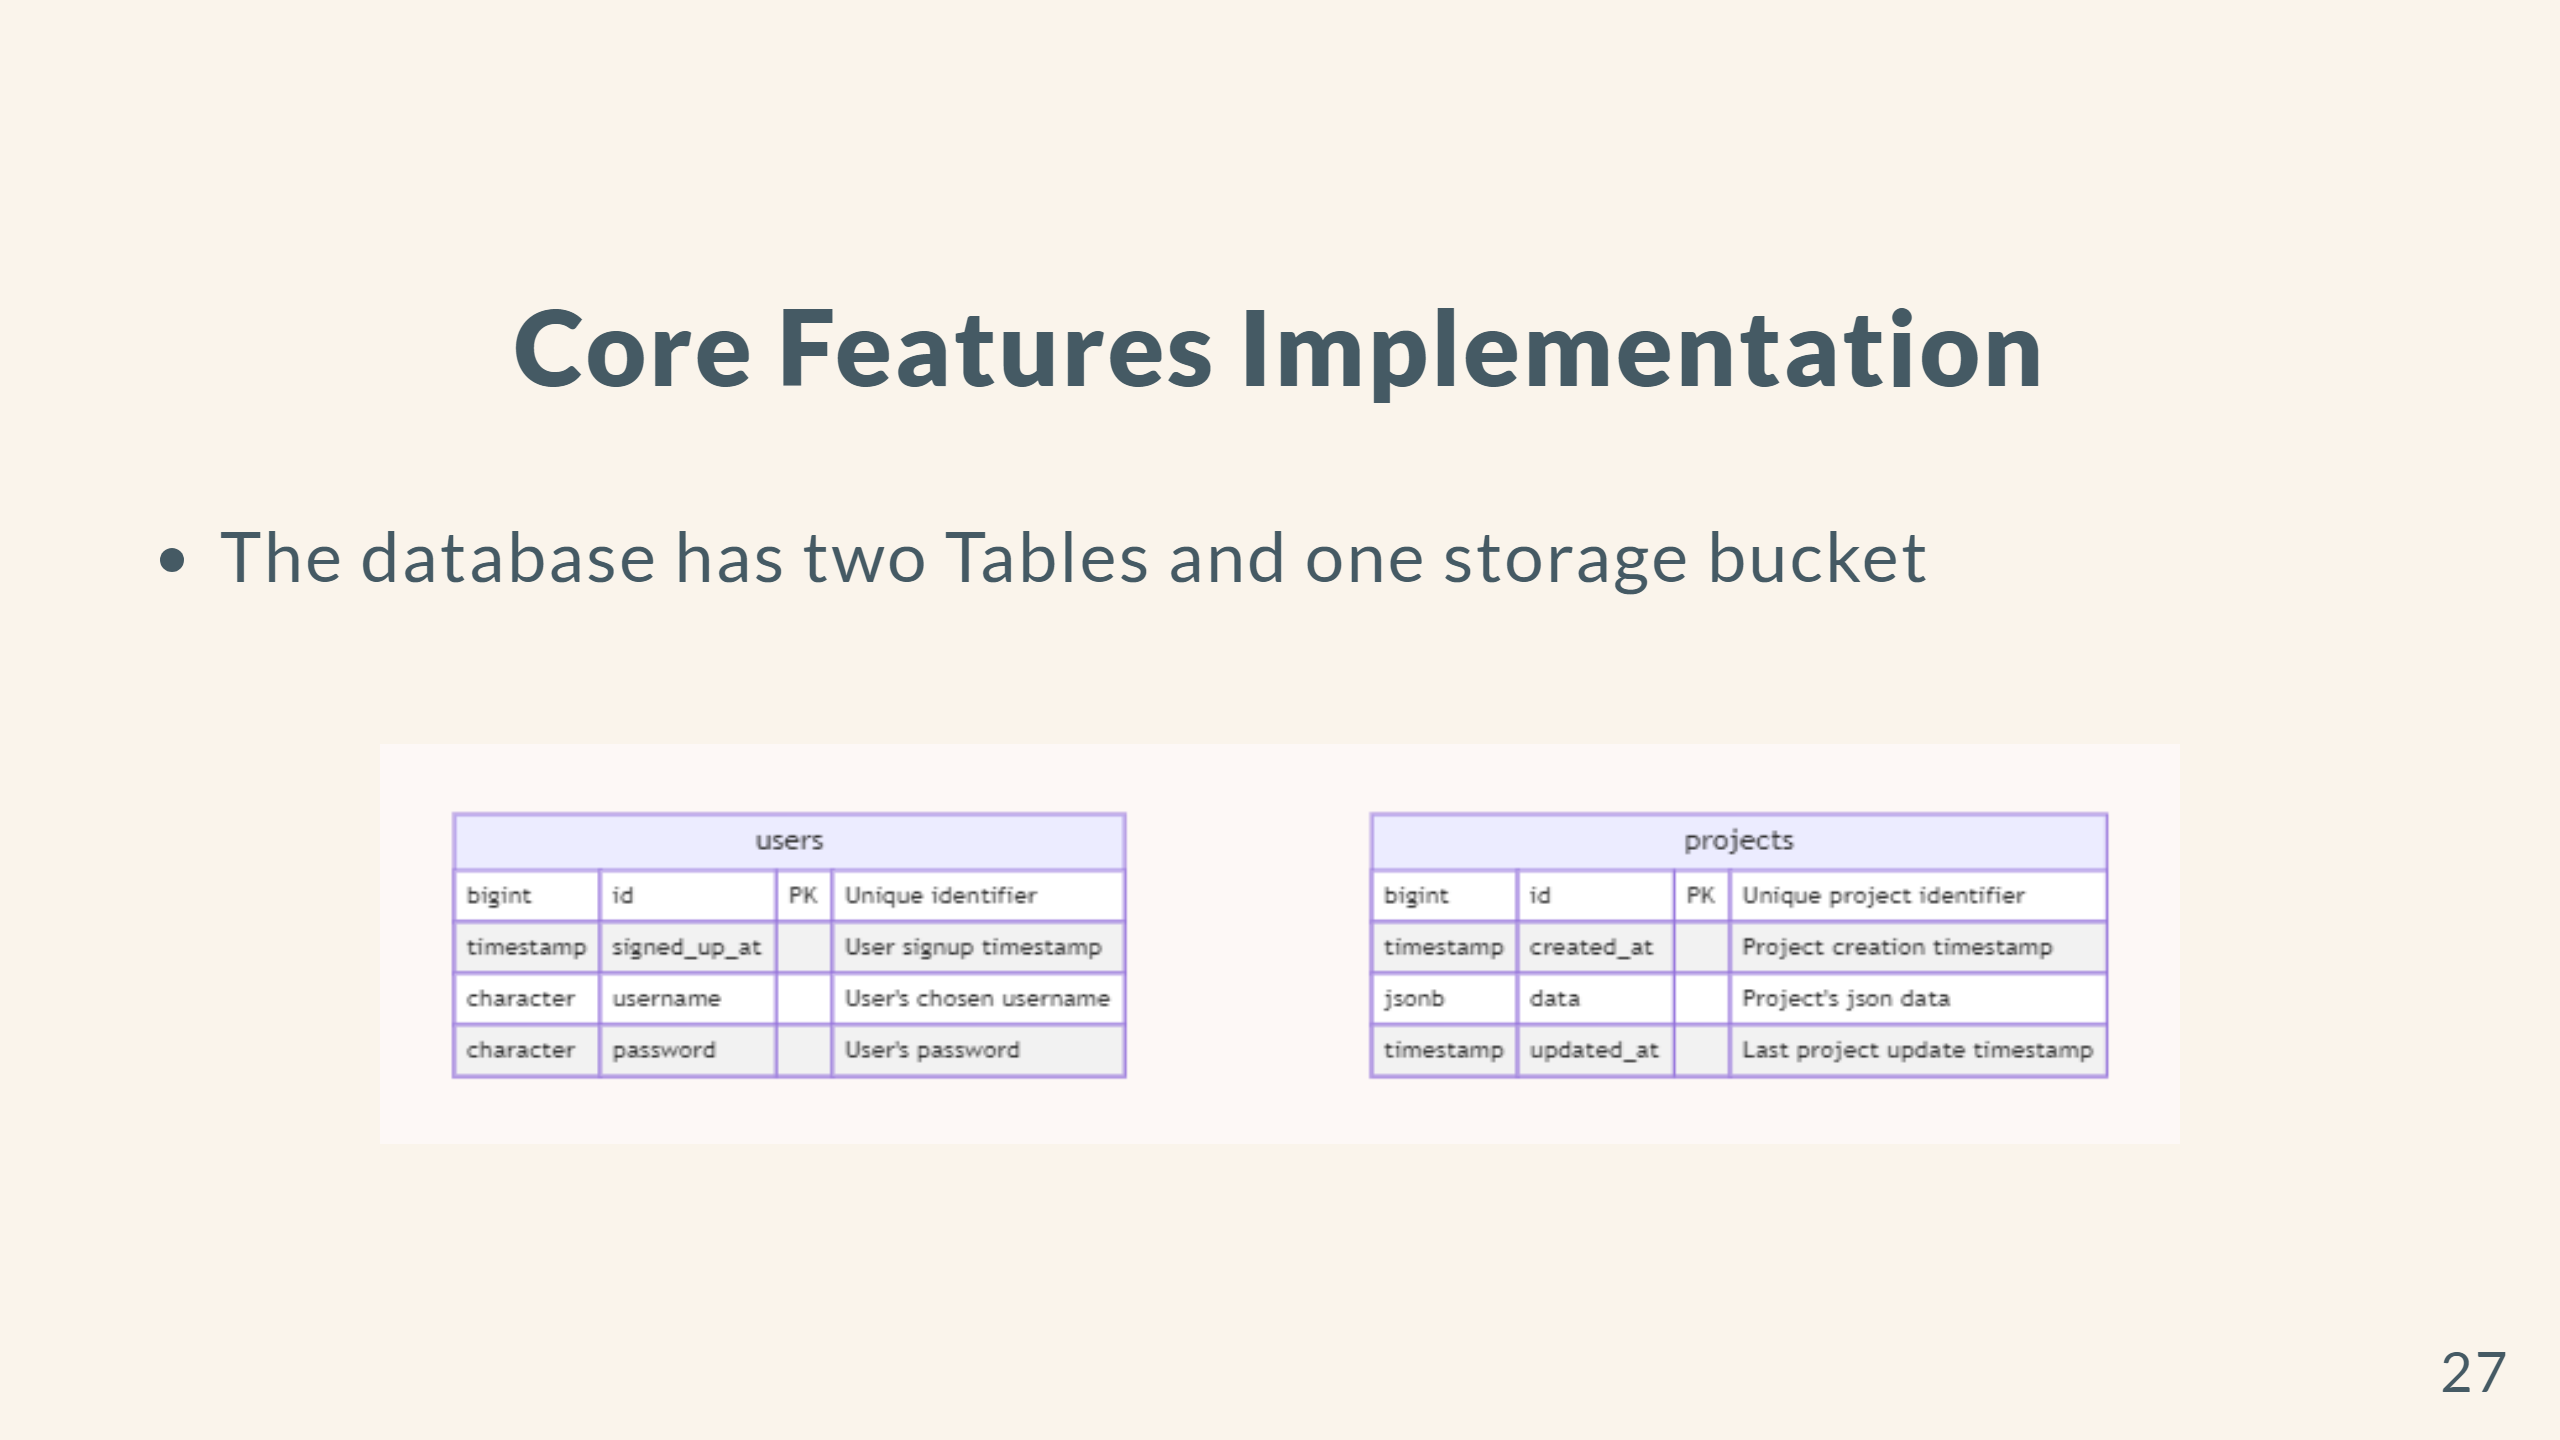 Core Features Implementation
• The database has two Tables and one storage bucket
users
bigint id PK Unique identifier
timestamp signed_up_at User signup timestamp
character username User's chosen username
character password User's password
projects
bigint id PK Unique project identifier
timestamp created_at Project creation timestamp
jsonb data Project's json data
timestamp updated_at Last project update timestamp
27